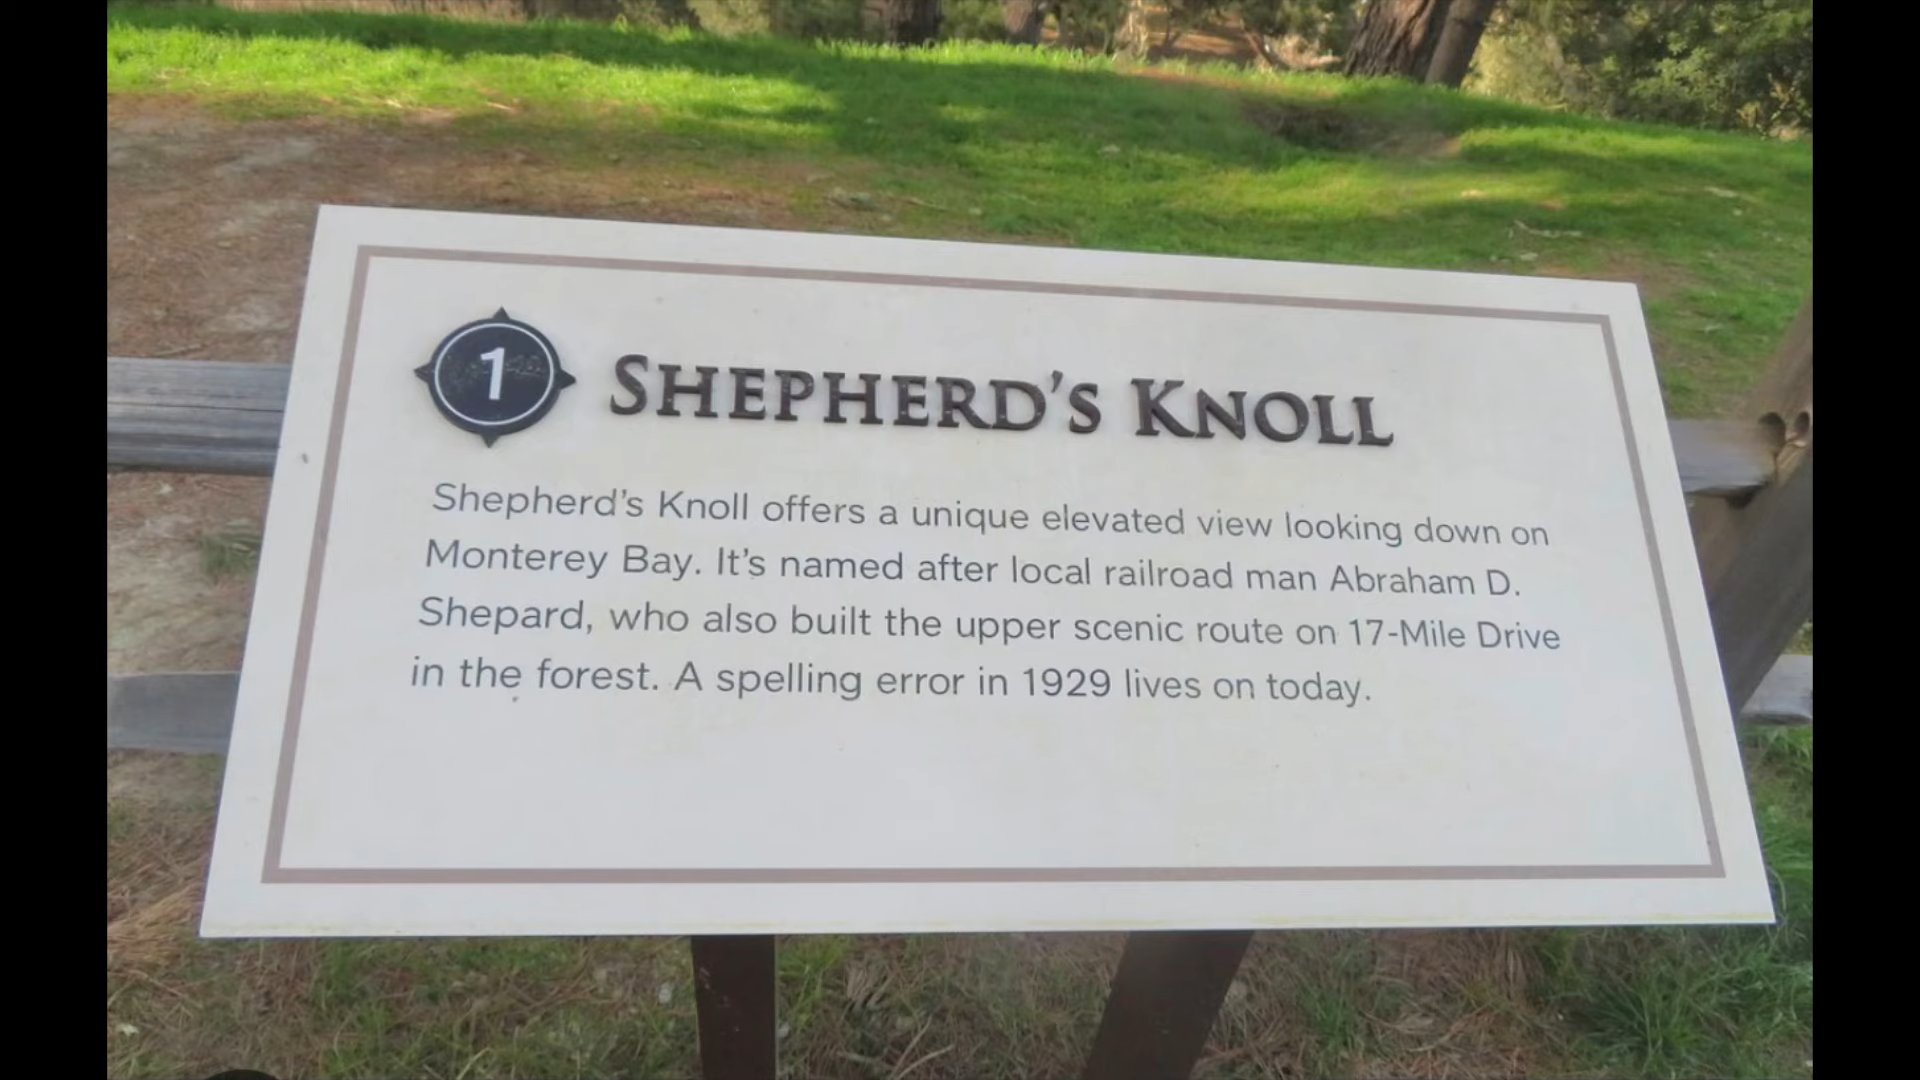 1
SHEPHERD'S KNOLL
Shepherd's Knoll offers a unique elevated view looking down on
Monterey Bay. It's named after local railroad man Abraham D.
Shepard, who also built the upper scenic route on 17-Mile Drive
in the forest. A spelling error in 1929 lives on today.